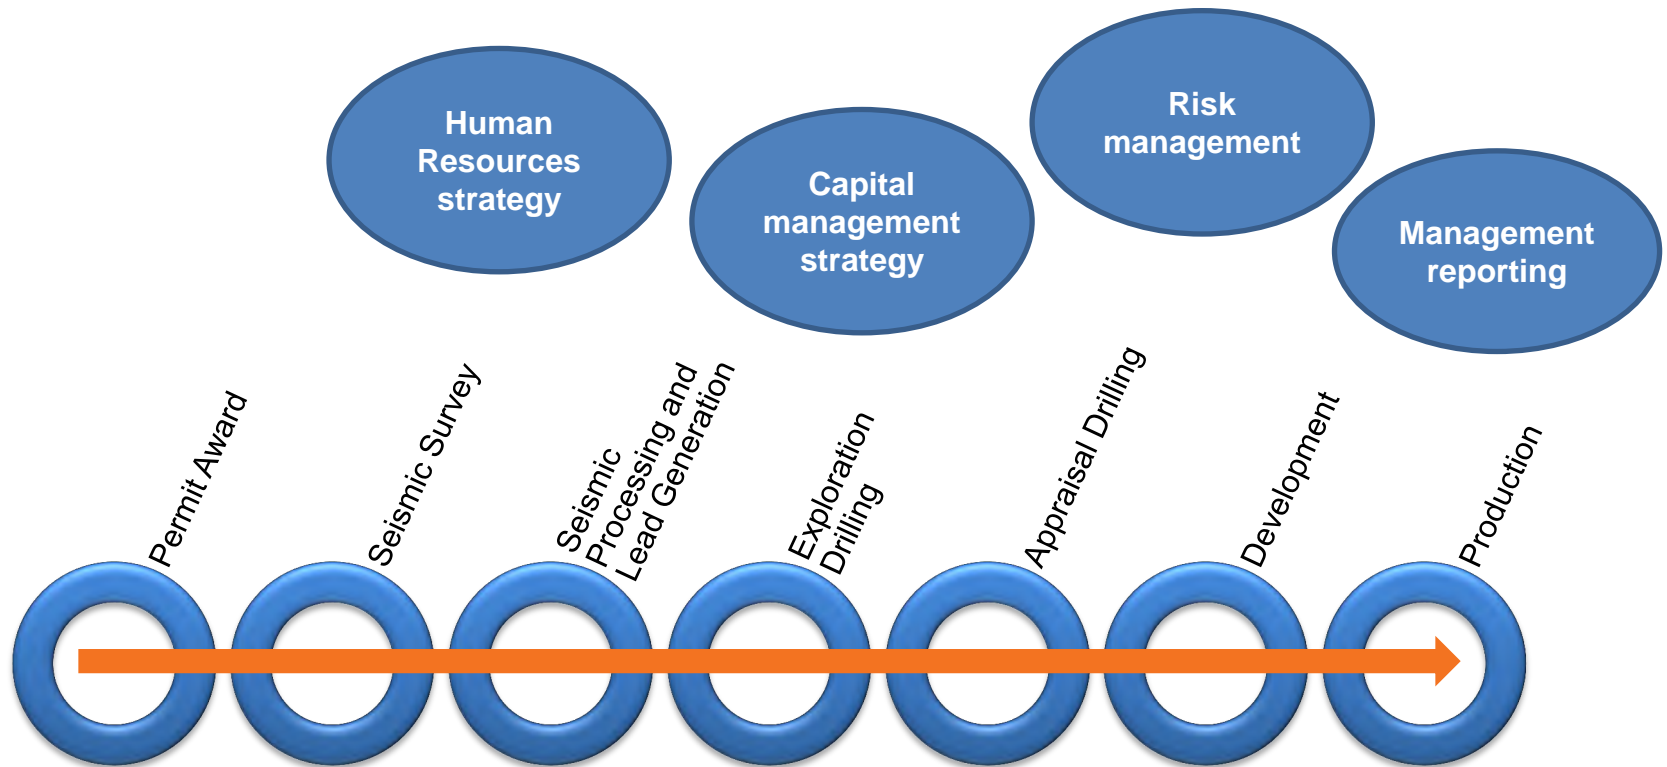 Human
Resources
strategy
Capital
management
strategy
Risk
management
Management
reporting
Permit Award
Seismic Survey
Seismic
Processing and
Lead Generation
Exploration
Drilling
Appraisal Drilling
Development
Production